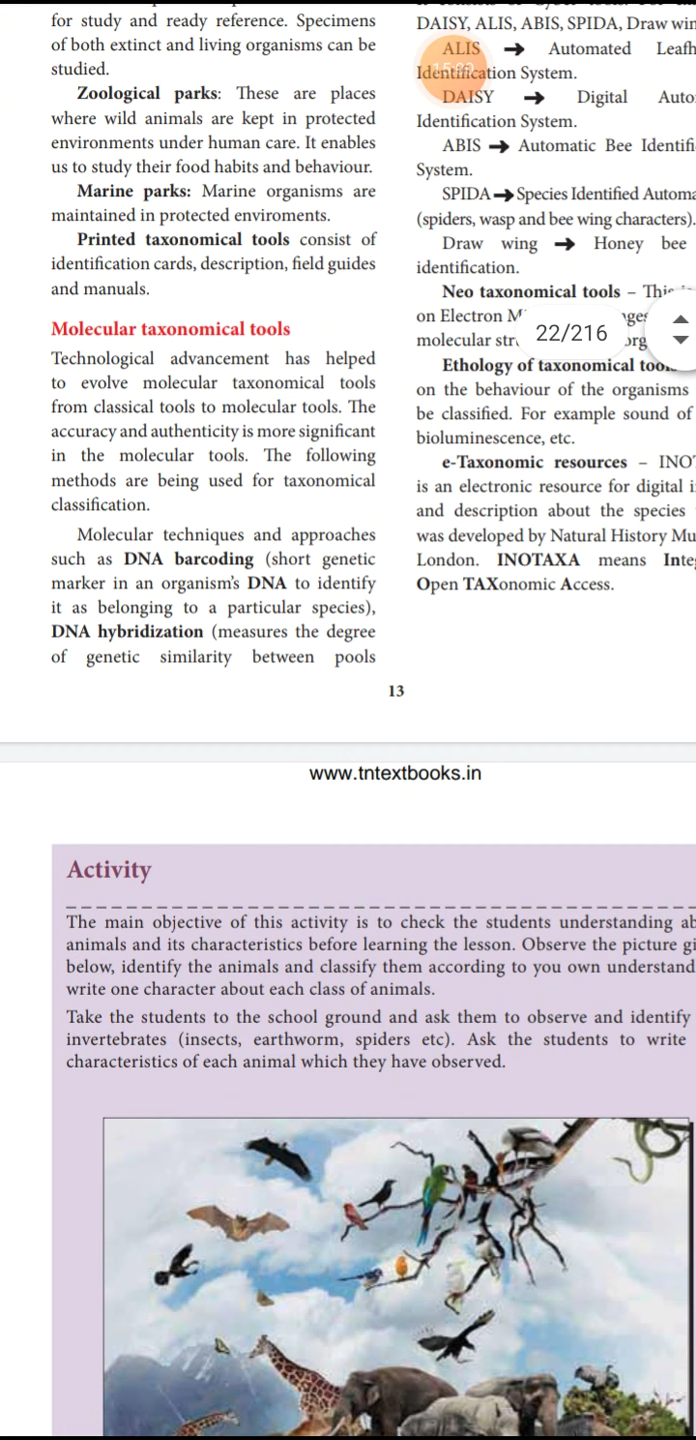 for study and ready reference. Specimens
of both extinct and living organisms can be
studied.
Zoological parks: These are places
where wild animals are kept in protected
environments under human care. It enables
us to study their food habits and behaviour.
Marine parks: Marine organisms are
maintained in protected enviroments.
Printed taxonomical tools consist of
identification cards, description, field guides
and manuals.
Molecular taxonomical tools
Technological advancement has helped
to evolve molecular taxonomical tools
from classical tools to molecular tools. The
accuracy and authenticity is more significant
in the molecular tools. The following
methods are being used for taxonomical
classification.
Molecular techniques and approaches
such as DNA barcoding (short genetic
marker in an organism's DNA to identify
it as belonging to a particular species),
DNA hybridization (measures the degree
of genetic similarity between pools
DAISY, ALIS, ABIS, SPIDA, Draw win
ALIS → Automated Leafh
Identification System.
DAISY → Digital Auto
Identification System.
ABIS → Automatic Bee Identifi
System.
SPIDA → Species Identified Automa
(spiders, wasp and bee wing characters).
Draw wing → Honey bee
identification.
Neo taxonomical tools – This
on Electron M ges
molecular str org
22/216
Ethology of taxonomical tool
on the behaviour of the organisms
be classified. For example sound of
bioluminescence, etc.
e-Taxonomic resources – INOT
is an electronic resource for digital i
and description about the species
was developed by Natural History Mu
London. INOTAXA means Integ
Open TAXonomic Access.
13
www.tntextbooks.in
Activity
The main objective of this activity is to check the students understanding ab
animals and its characteristics before learning the lesson. Observe the picture gi
below, identify the animals and classify them according to you own understand
write one character about each class of animals.
Take the students to the school ground and ask them to observe and identify
invertebrates (insects, earthworm, spiders etc). Ask the students to write
characteristics of each animal which they have observed.